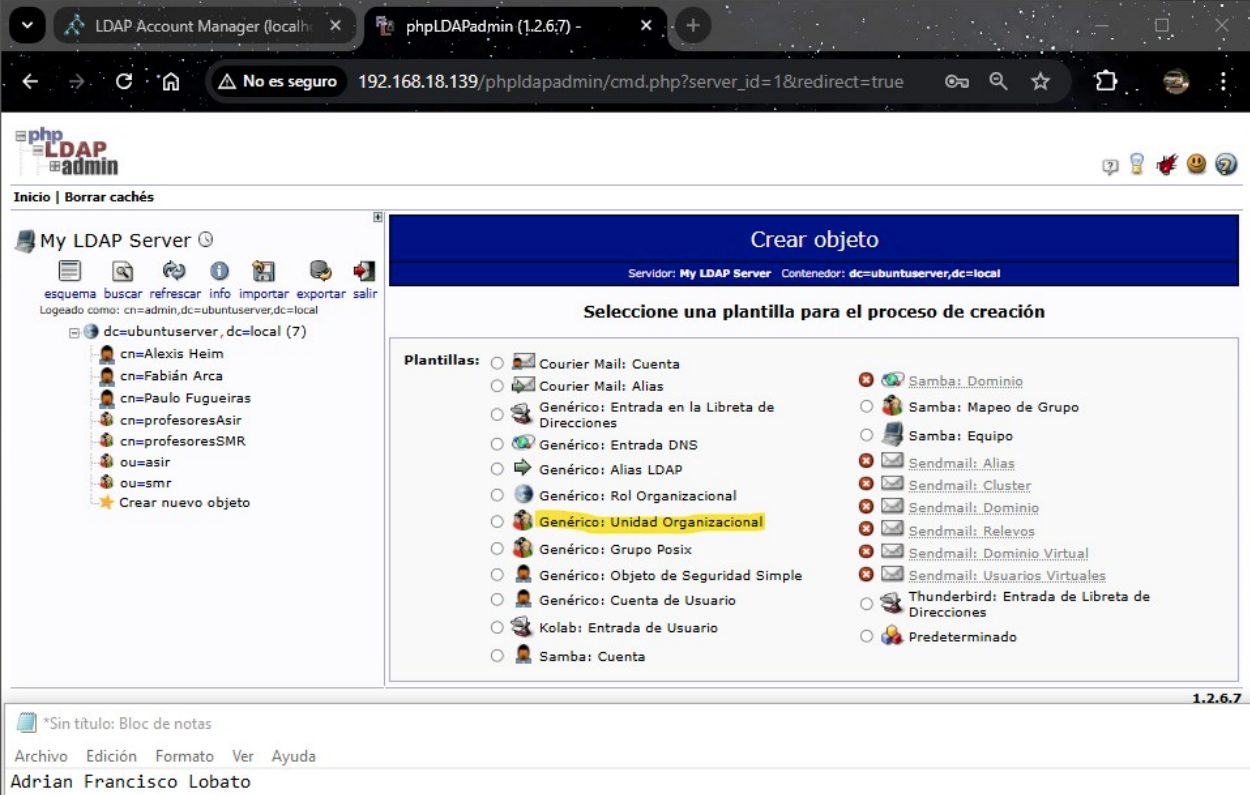 LDAP Account Manager (localh
phpLDAPadmin (1.2.6.7) -
No es seguro 192.168.18.139/phpldapadmin/cmd.php?server_id=1&redirect=true
php
LDAP
admin
Inicio | Borrar cachés
My LDAP Server
esquema buscar refrescar info importar exportar salir
Logeado como: cn=admin,dc=ubuntuserver,dc=local
dc=ubuntuserver,dc=local (7)
cn=Alexis Heim
cn=Fabián Arca
cn=Paulo Fugueiras
cn=profesoresAsir
cn=profesoresSMR
ou=asir
ou=smr
Crear nuevo objeto
Crear objeto
Servidor: My LDAP Server Contenedor: dc=ubuntuserver,dc=local
Seleccione una plantilla para el proceso de creación
Plantillas:
Courier Mail: Cuenta
Courier Mail: Alias
Genérico: Entrada en la Libreta de
Direcciones
Genérico: Entrada DNS
Genérico: Alias LDAP
Genérico: Rol Organizacional
Genérico: Unidad Organizacional
Genérico: Grupo Posix
Genérico: Objeto de Seguridad Simple
Genérico: Cuenta de Usuario
Kolab: Entrada de Usuario
Samba: Cuenta
Samba: Dominio
Samba: Mapeo de Grupo
Samba: Equipo
Sendmail: Alias
Sendmail: Cluster
Sendmail: Dominio
Sendmail: Relevos
Sendmail: Dominio Virtual
Sendmail: Usuarios Virtuales
Thunderbird: Entrada de Libreta de
Direcciones
Predeterminado
1.2.6.7
*Sin título: Bloc de notas
Archivo Edición Formato Ver Ayuda
Adrian Francisco Lobato